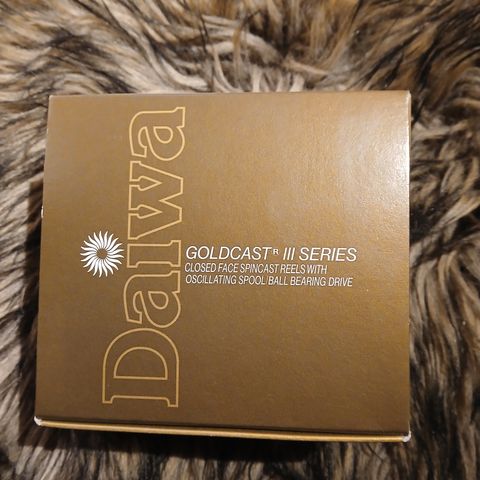 Daiwa
GOLDCAST® III SERIES
CLOSED FACE SPINCAST REELS WITH
OSCILLATING SPOOL BALL BEARING DRIVE